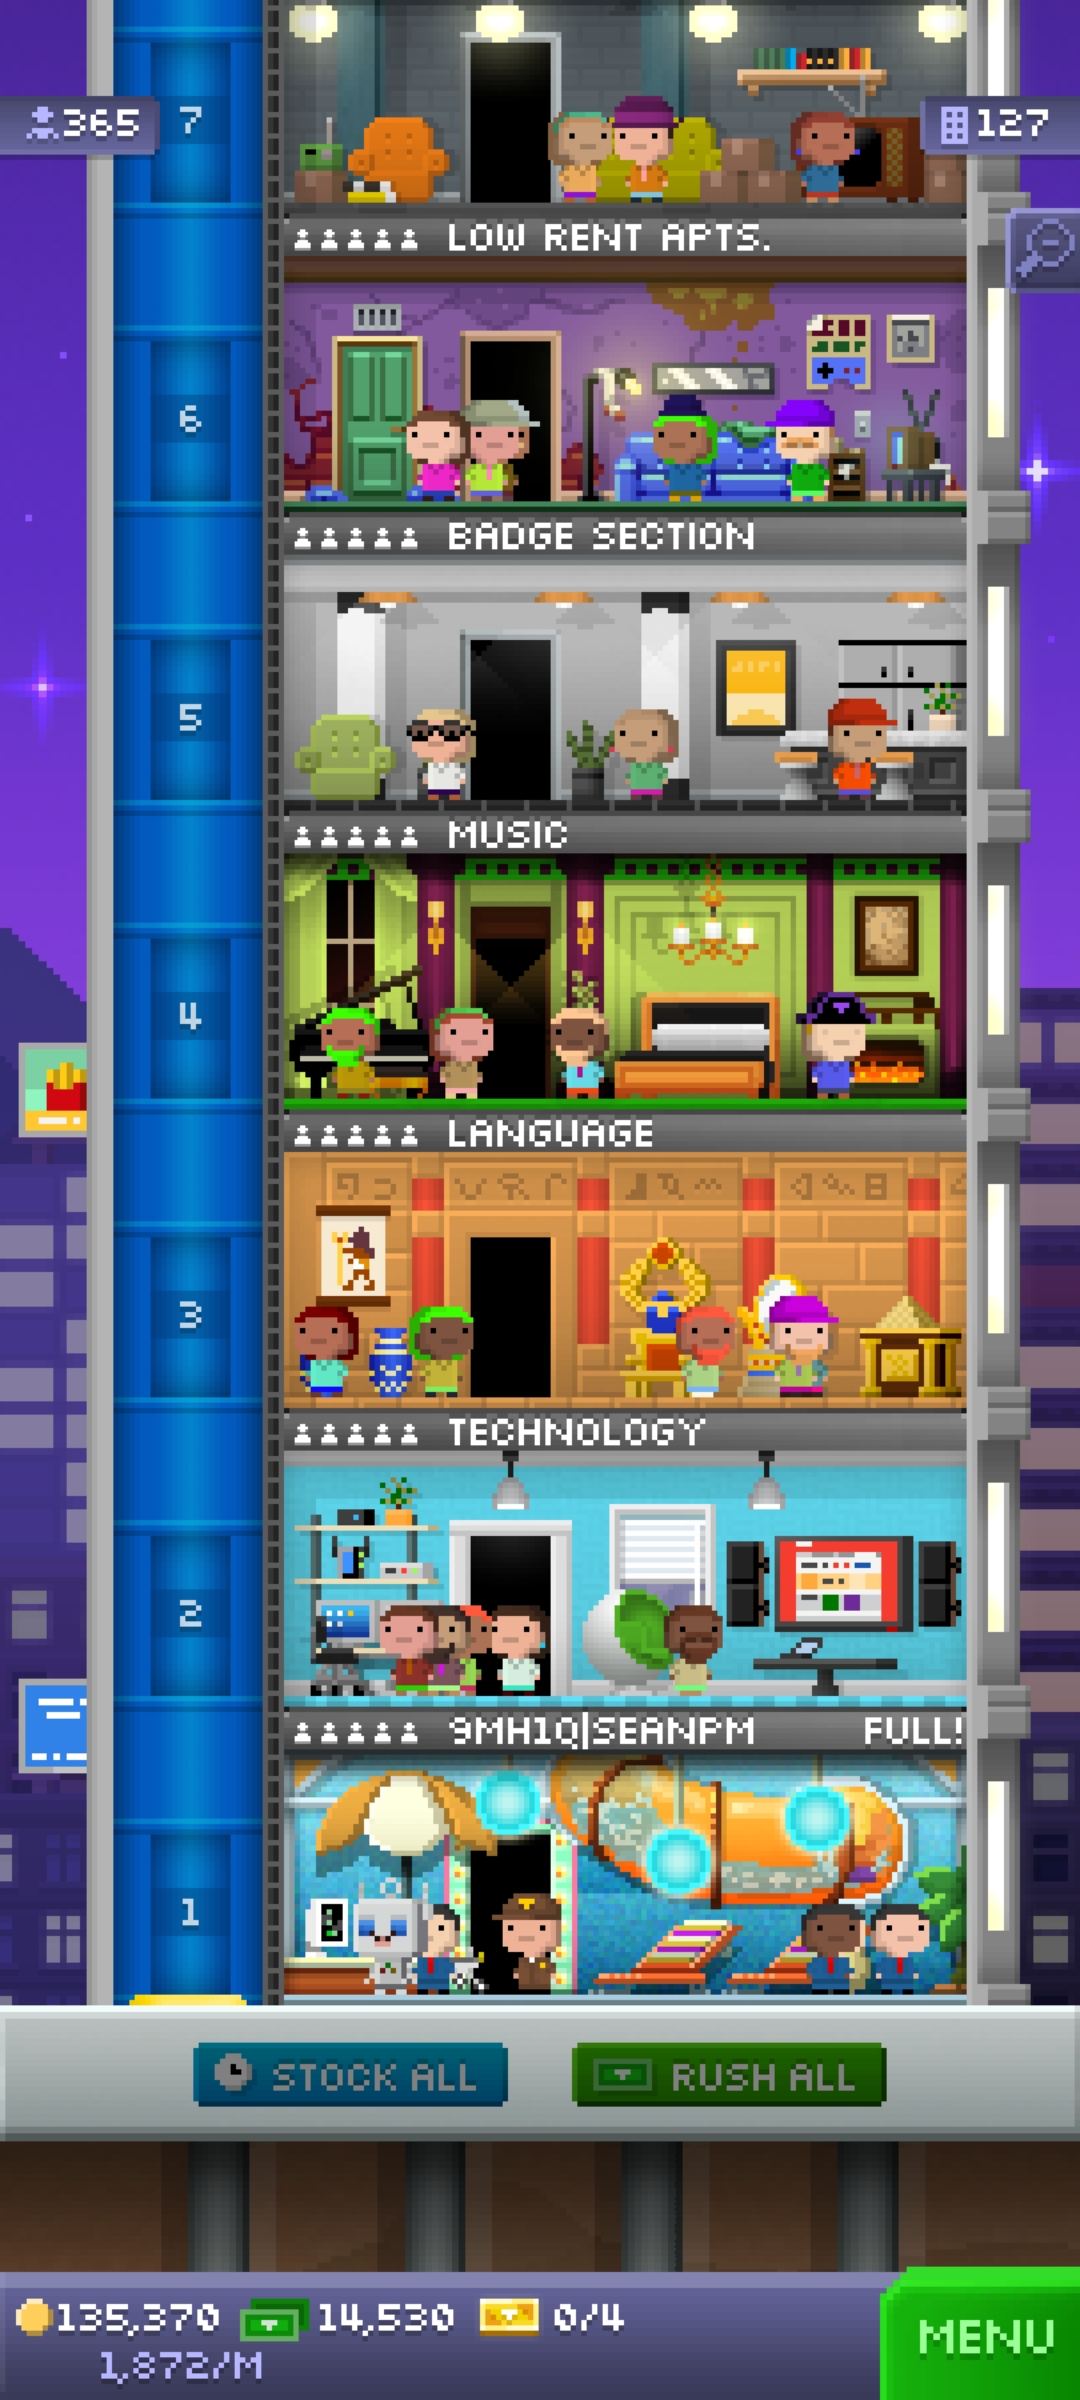 365
7
127
LOW RENT APTS.
6
BADGE SECTION
5
MUSIC
4
LANGUAGE
3
TECHNOLOGY
2
9MH1Q|SEANPM FULL!
1
STOCK ALL
RUSH ALL
135,370
14,530
0/4
1,872/M
MENU